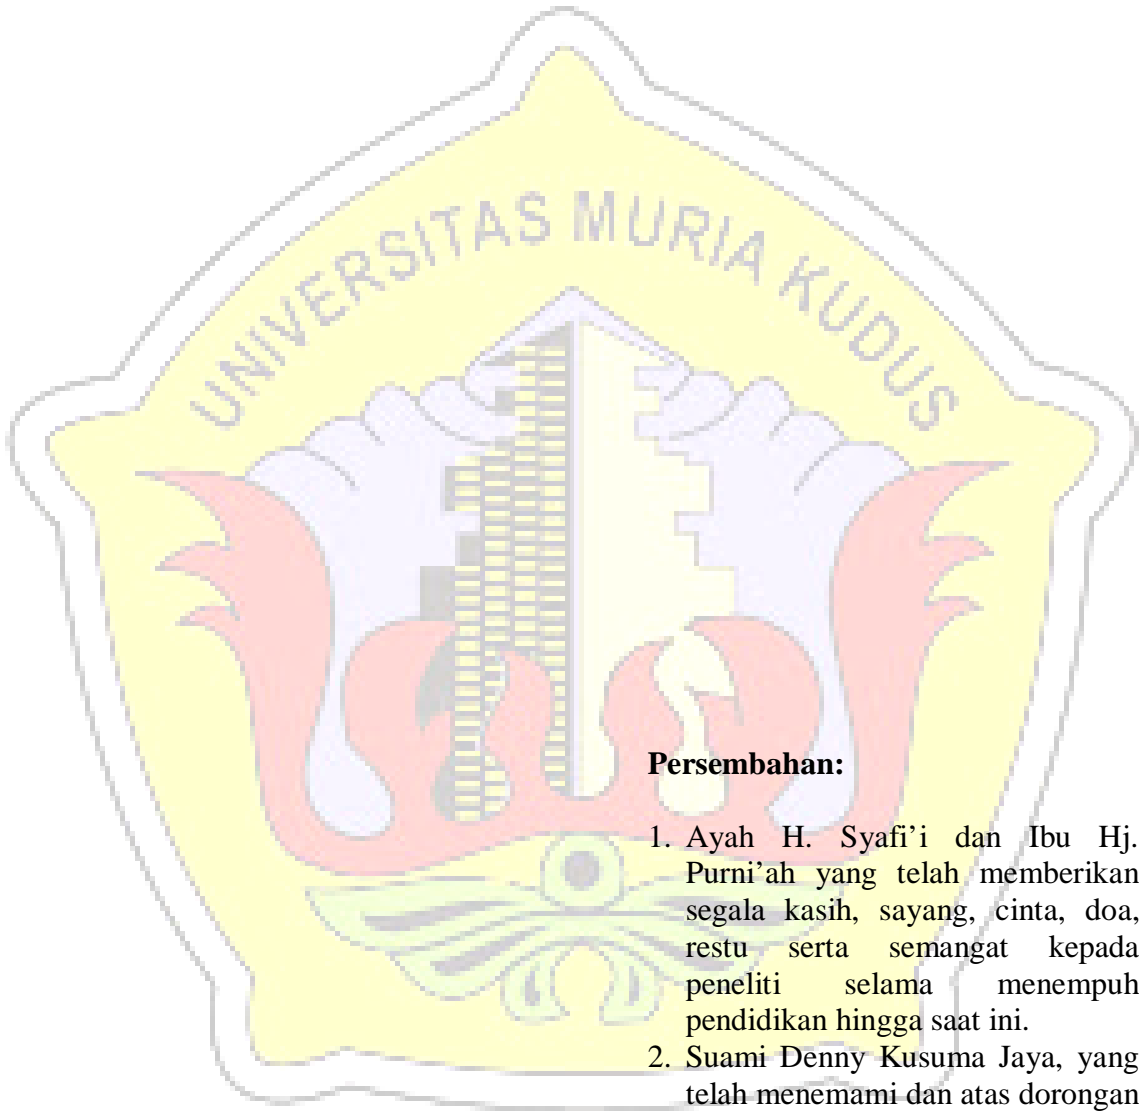 UNIVERSITAS MURIA KUDUS
Persembahan:
1. Ayah H. Syafi’i dan Ibu Hj.
Purni’ah yang telah memberikan
segala kasih, sayang, cinta, doa,
restu serta semangat kepada
peneliti selama menempuh
pendidikan hingga saat ini.
2. Suami Denny Kusuma Jaya, yang
telah menemami dan atas dorongan